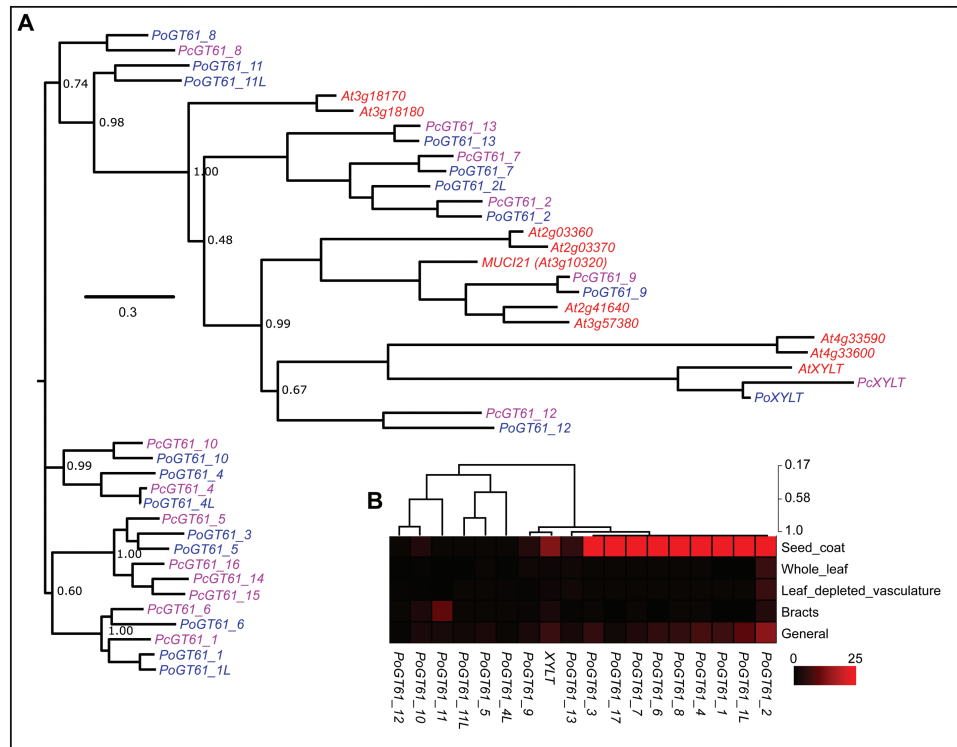 A
PoGT61_8
PcGT61_8
PoGT61_11
0.74
PoGT61_11L
At3g18170
At3g18180
0.98
PcGT61_13
PoGT61_13
PcGT61_7
1.00
PoGT61_7
PoGT61_2L
PcGT61_2
PoGT61_2
At2g03360
0.48
At2g03370
MUCI21 (At3g10320)
PcGT61_9
PoGT61_9
0.3
At2g41640
0.99
At3g57380
At4g33590
At4g33600
AtXYLT
PcXYLT
0.67
PoXYLT
PcGT61_12
PoGT61_12
PcGT61_10
PoGT61_10
0.99
PoGT61_4
PcGT61_4
PoGT61_4L
PcGT61_5
PoGT61_3
PoGT61_5
1.00
PcGT61_16
PcGT61_14
0.60
PcGT61_15
PcGT61_6
PoGT61_6
1.00
PcGT61_1
PoGT61_1
PoGT61_1L
B
0.17
0.58
1.0
Seed_coat
Whole_leaf
Leaf_depleted_vasculature
Bracts
General
PoGT61_12
PoGT61_10
PoGT61_11
PoGT61_11L
PoGT61_5
PoGT61_4L
PoGT61_9
XYLT
PoGT61_13
PoGT61_3
PoGT61_17
PoGT61_7
PoGT61_6
PoGT61_8
PoGT61_4
PoGT61_1
PoGT61_1L
PoGT61_2
0 25